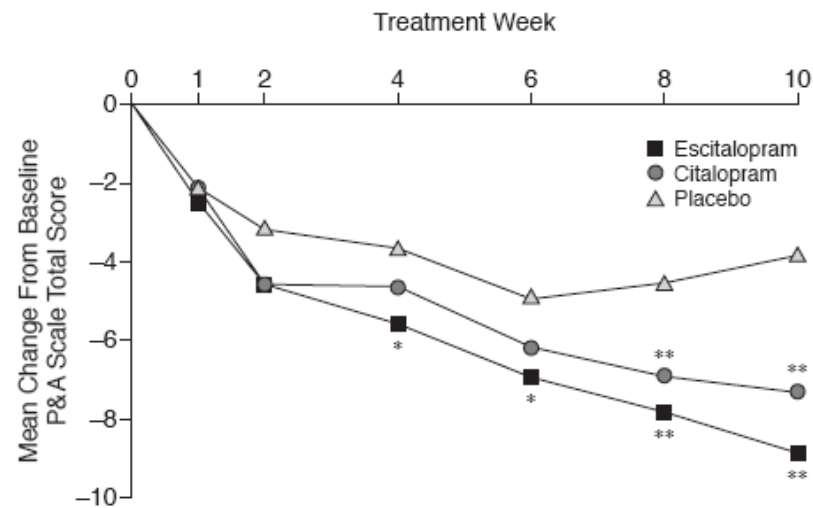 Treatment Week
0 1 2 4 6 8 10
0
−2
−4
−6
−8
−10
Mean Change From Baseline
P&A Scale Total Score
Escitalopram
Citalopram
Placebo
*
*
**
**
**
**